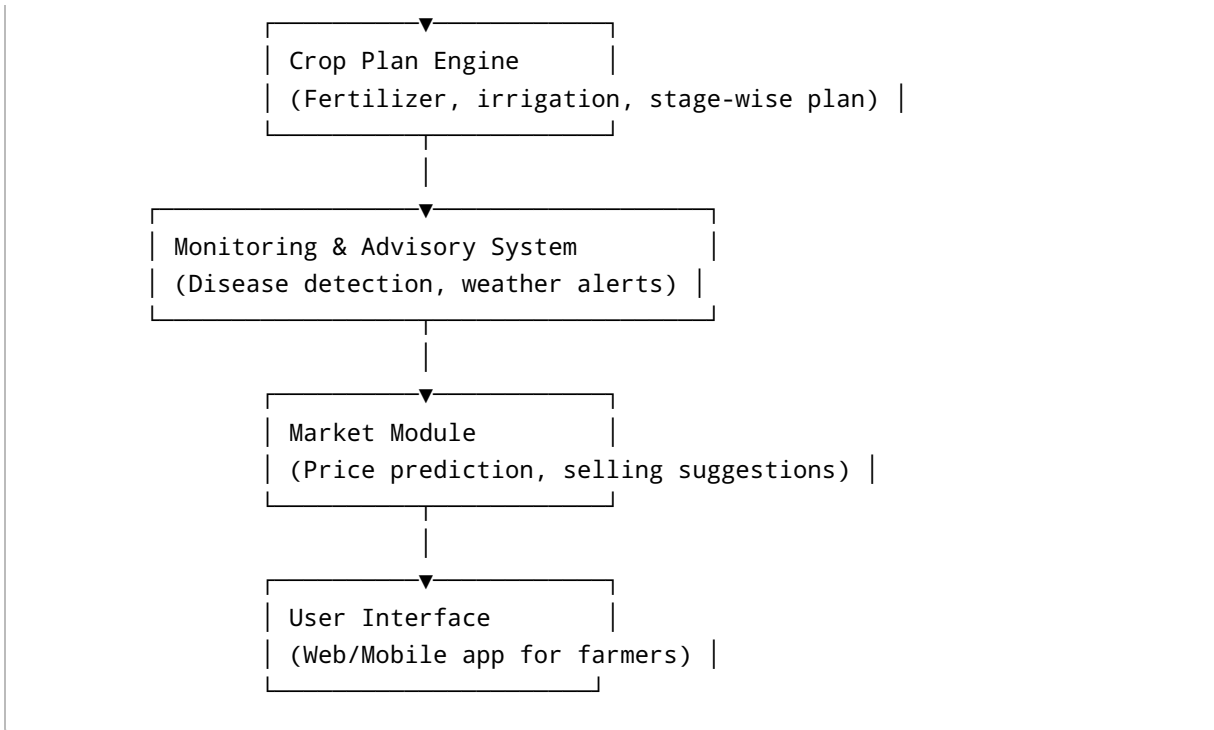 Crop Plan Engine
(Fertilizer, irrigation, stage-wise plan)
Monitoring & Advisory System
(Disease detection, weather alerts)
Market Module
(Price prediction, selling suggestions)
User Interface
(Web/Mobile app for farmers)